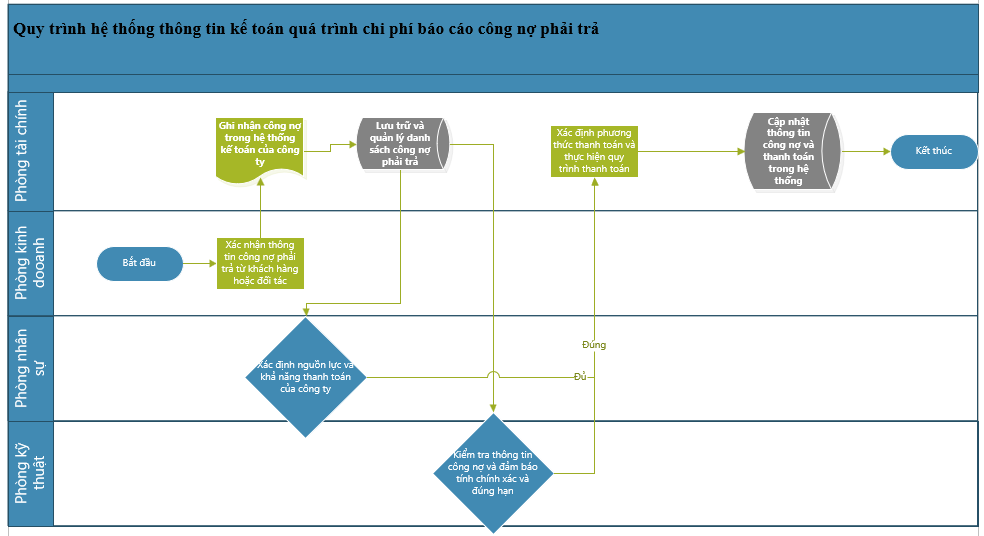 Quy trình hệ thống thông tin kế toán quá trình chi phí báo cáo công nợ phải trả
Phòng tài chính
Ghi nhận công nợ
trong hệ thống
kế toán của công
ty
Lưu trữ và
quản lý danh
sách công nợ
phải trả
Xác định phương
thức thanh toán và
thực hiện quy
trình thanh toán
Cập nhật
thông tin
công nợ và
thanh toán
trong hệ
thống
Kết thúc
Phòng kinh
dooanh
Bắt đầu
Xác nhận thông
tin công nợ phải
trả từ khách hàng
hoặc đối tác
Phòng nhân
sự
Xác định nguồn lực và
khả năng thanh toán
của công ty
Đúng
Đủ
Phòng kỹ
thuật
Kiểm tra thông tin
công nợ và đảm bảo
tính chính xác và
đúng hạn